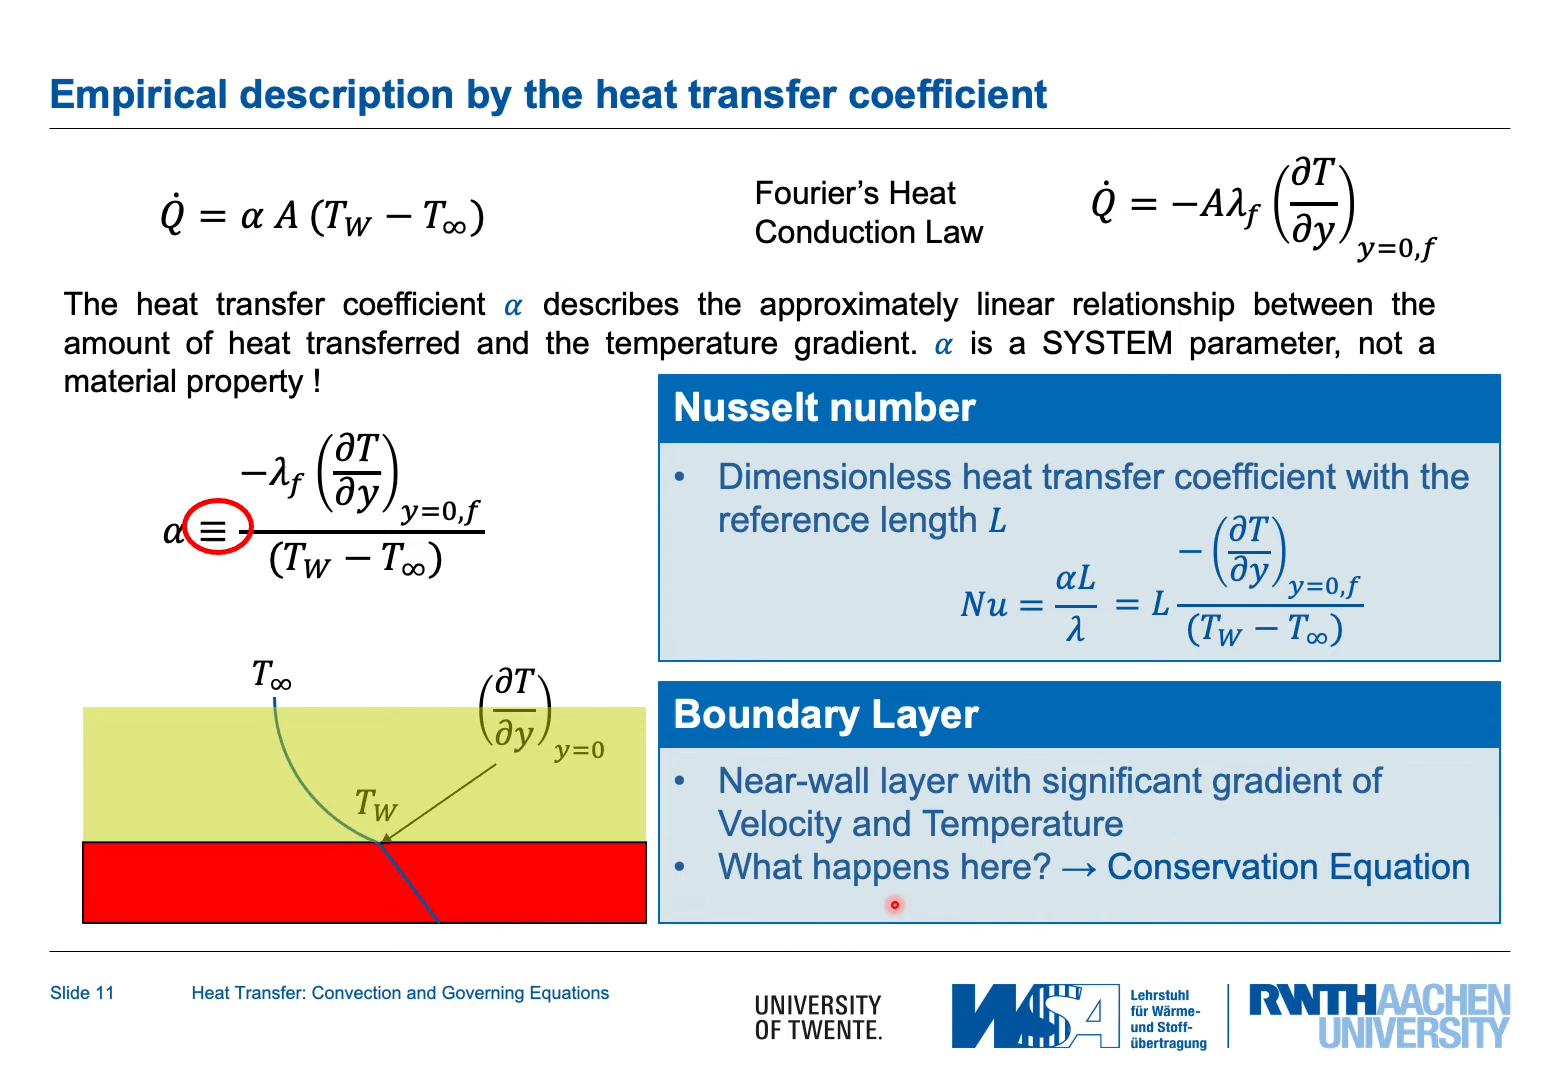 Empirical description by the heat transfer coefficient
Q̇ = α A (T_W − T_∞)
Fourier’s Heat
Conduction Law
Q̇ = −Aλ_f (∂T/∂y)_{y=0,f}
The heat transfer coefficient α describes the approximately linear relationship between the
amount of heat transferred and the temperature gradient. α is a SYSTEM parameter, not a
material property !
α ≡ −λ_f (∂T/∂y)_{y=0,f} / (T_W − T_∞)
Nusselt number
• Dimensionless heat transfer coefficient with the
reference length L
Nu = αL/λ = L −(∂T/∂y)_{y=0,f} / (T_W − T_∞)
T_∞
(∂T/∂y)_{y=0}
T_W
Boundary Layer
• Near-wall layer with significant gradient of
Velocity and Temperature
• What happens here? → Conservation Equation
Slide 11
Heat Transfer: Convection and Governing Equations
UNIVERSITY
OF TWENTE.
WSA
Lehrstuhl
für Wärme-
und Stoff-
übertragung
RWTHAACHEN
UNIVERSITY